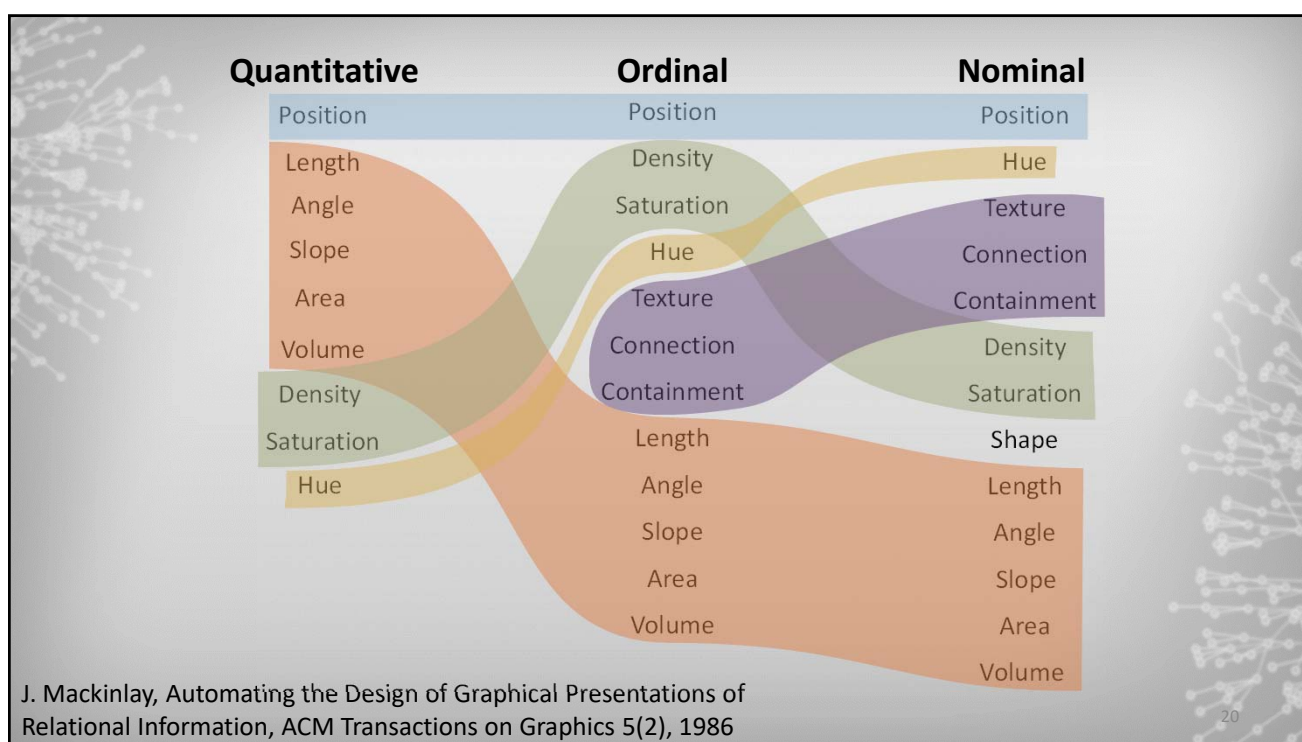 Quantitative
Ordinal
Nominal
Position
Length
Angle
Slope
Area
Volume
Density
Saturation
Hue
Position
Density
Saturation
Hue
Texture
Connection
Containment
Length
Angle
Slope
Area
Volume
Position
Hue
Texture
Connection
Containment
Density
Saturation
Shape
Length
Angle
Slope
Area
Volume
J. Mackinlay, Automating the Design of Graphical Presentations of
Relational Information, ACM Transactions on Graphics 5(2), 1986
20